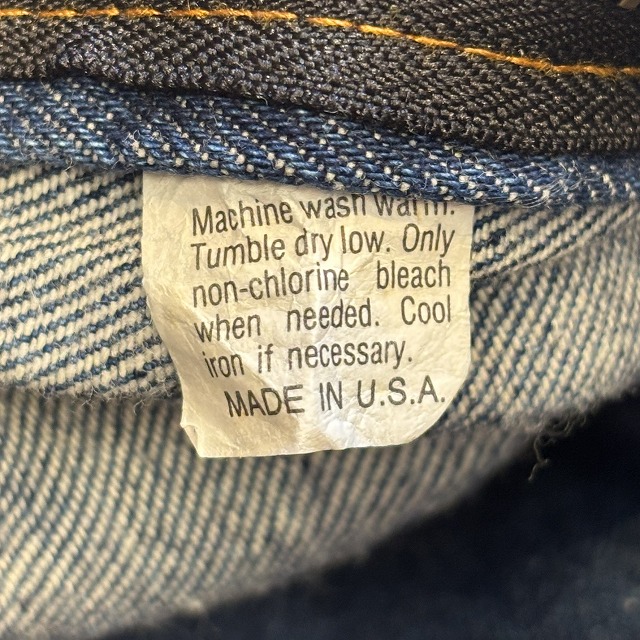 Machine wash warm.
Tumble dry low. Only
non-chlorine bleach
when needed. Cool
iron if necessary.
MADE IN U.S.A.